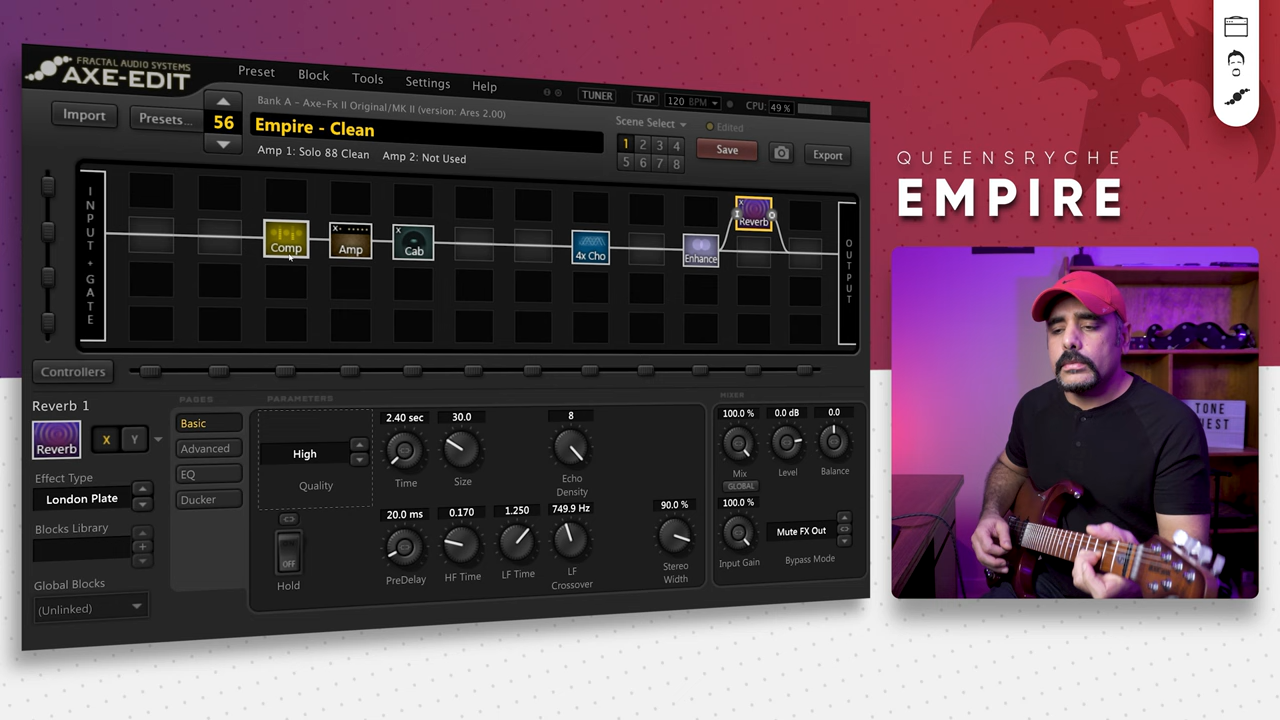 FRACTAL AUDIO SYSTEMS
AXE-EDIT
Preset Block Tools Settings Help
TUNER TAP 120 BPM CPU: 49 %
Import Presets... 56
Bank A - Axe-Fx II Original/MK II (version: Ares 2.00)
Empire - Clean
Amp 1: Solo 88 Clean Amp 2: Not Used
Scene Select
1 2 3 4
5 6 7 8
Edited
Save
Export
INPUT + GATE
Comp
Amp
Cab
4x Cho
Enhance
Reverb
OUTPUT
Controllers
Reverb 1
Reverb
X Y
Effect Type
London Plate
Blocks Library
Global Blocks
(Unlinked)
PAGES
Basic
Advanced
EQ
Ducker
PARAMETERS
High
Quality
OFF
Hold
2.40 sec 30.0 8
Time Size Echo Density
20.0 ms 0.170 1.250 749.9 Hz 90.0 %
PreDelay HF Time LF Time LF Crossover Stereo Width
MIXER
100.0 % 0.0 dB 0.0
Mix Level Balance
GLOBAL
100.0 %
Input Gain
Mute FX Out
Bypass Mode
QUEENSRYCHE
EMPIRE
TONE